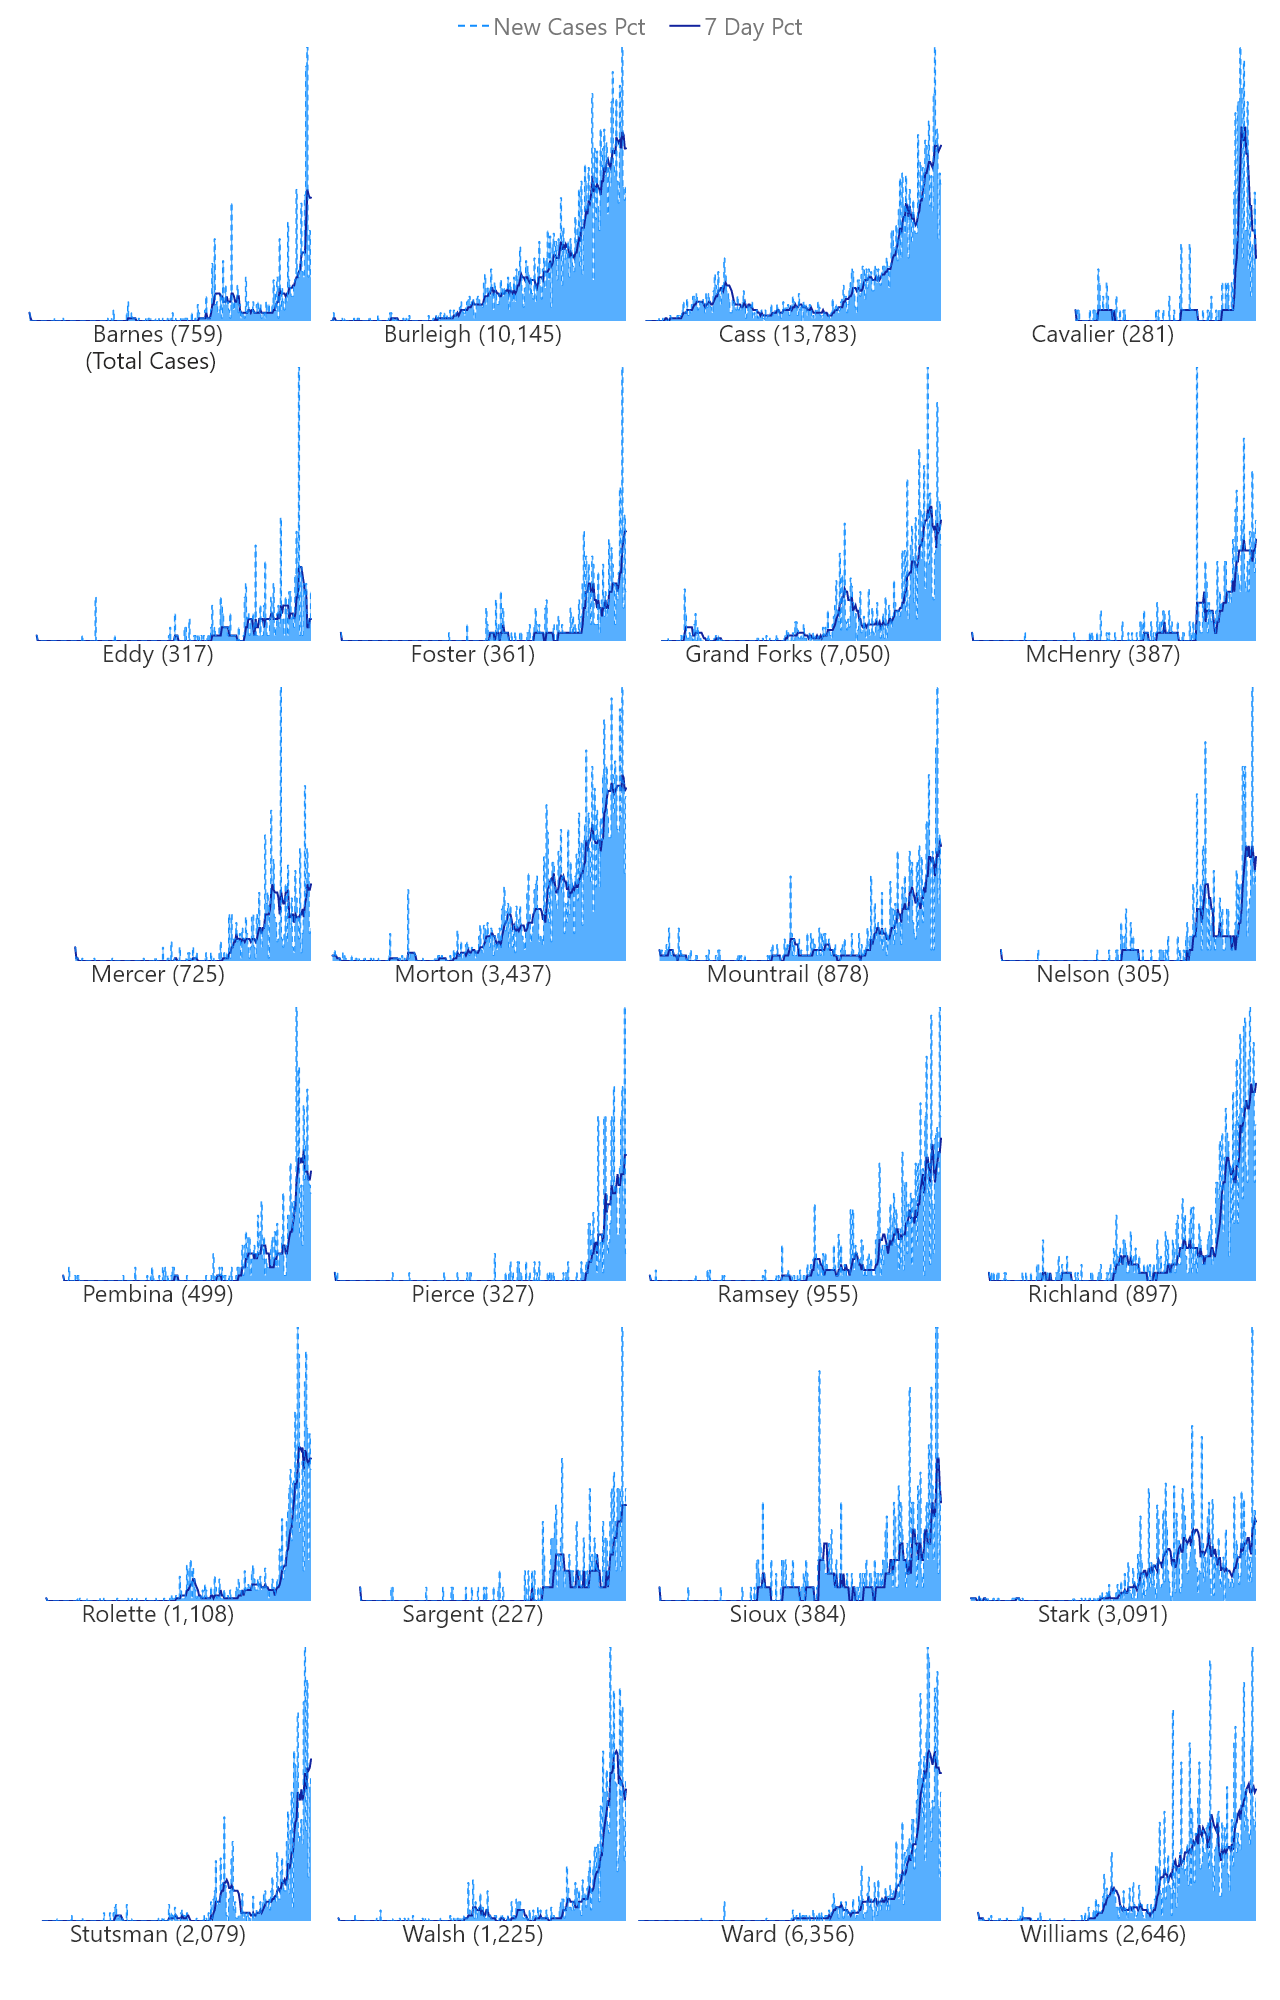 New Cases Pct 7 Day Pct
Barnes (759) Burleigh (10,145) Cass (13,783) Cavalier (281)
(Total Cases)
Eddy (317) Foster (361) Grand Forks (7,050) McHenry (387)
Mercer (725) Morton (3,437) Mountrail (878) Nelson (305)
Pembina (499) Pierce (327) Ramsey (955) Richland (897)
Rolette (1,108) Sargent (227) Sioux (384) Stark (3,091)
Stutsman (2,079) Walsh (1,225) Ward (6,356) Williams (2,646)